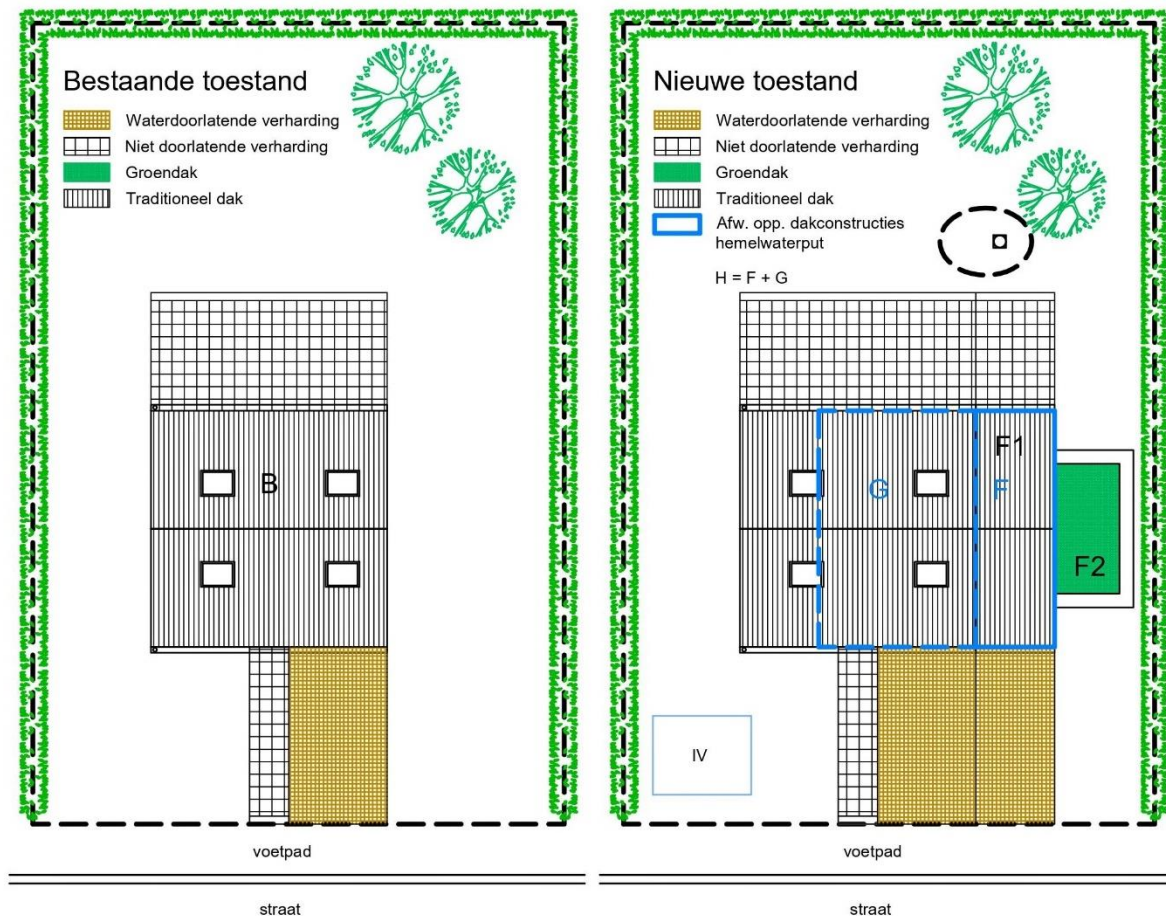 Bestaande toestand
Waterdoorlatende verharding
Niet doorlatende verharding
Groendak
Traditioneel dak
B
voetpad
straat
Nieuwe toestand
Waterdoorlatende verharding
Niet doorlatende verharding
Groendak
Traditioneel dak
Afw. opp. dakconstructies
hemelwaterput
H = F + G
F1
G
F
F2
IV
voetpad
straat